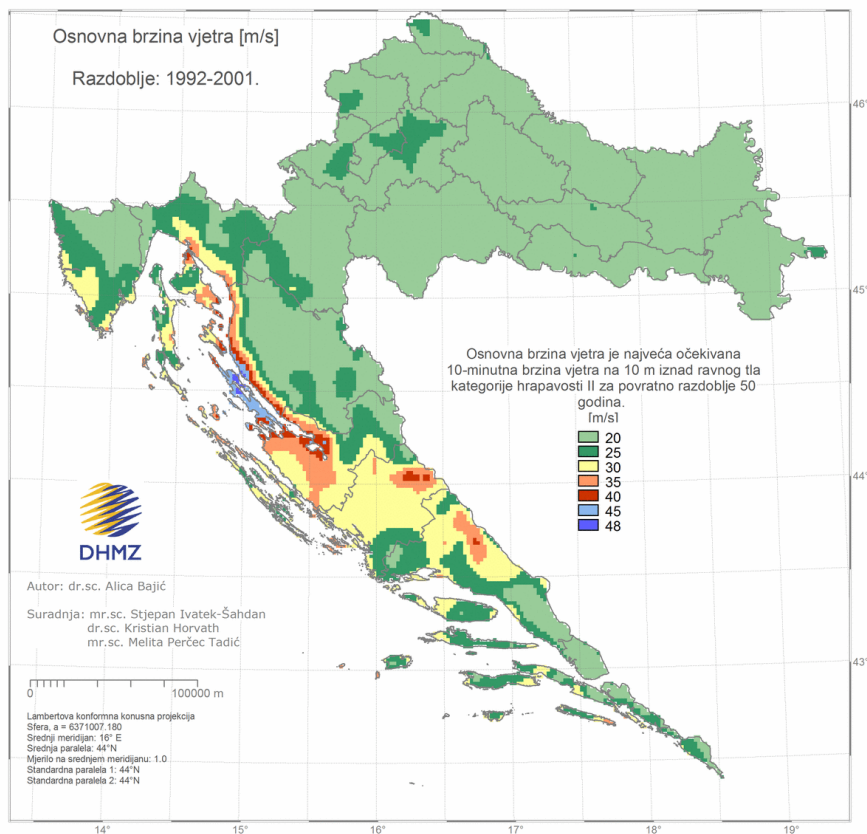 Osnovna brzina vjetra [m/s]
Razdoblje: 1992-2001.
46°
45°
Osnovna brzina vjetra je najveća očekivana
10-minutna brzina vjetra na 10 m iznad ravnog tla
kategorije hrapavosti II za povratno razdoblje 50
godina.
[m/s]
20
25
30
35
40
45
48
44°
DHMZ
Autor: dr.sc. Alica Bajić
Suradnja: mr.sc. Stjepan Ivatek-Šahdan
dr.sc. Kristian Horvath
mr.sc. Melita Perčec Tadić
43°
0 100000 m
Lambertova konformna konusna projekcija
Sfera, a = 6371007.180
Srednji meridijan: 16° E
Srednja paralela: 44°N
Mjerilo na srednjem meridijanu: 1.0
Standardna paralela 1: 44°N
Standardna paralela 2: 44°N
14° 15° 16° 17° 18° 19°